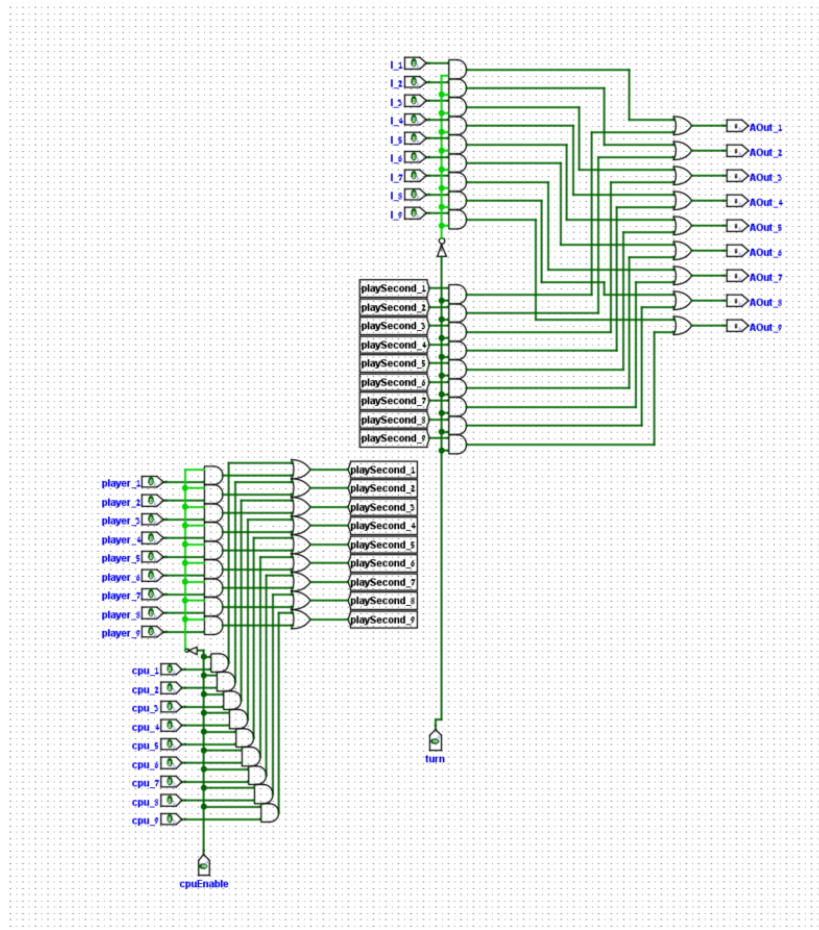 I_1
I_2
I_3
I_4
I_5
I_6
I_7
I_8
I_9
AOut_1
AOut_2
AOut_3
AOut_4
AOut_5
AOut_6
AOut_7
AOut_8
AOut_9
playSecond_1
playSecond_2
playSecond_3
playSecond_4
playSecond_5
playSecond_6
playSecond_7
playSecond_8
playSecond_9
player_1
player_2
player_3
player_4
player_5
player_6
player_7
player_8
player_9
playSecond_1
playSecond_2
playSecond_3
playSecond_4
playSecond_5
playSecond_6
playSecond_7
playSecond_8
playSecond_9
cpu_1
cpu_2
cpu_3
cpu_4
cpu_5
cpu_6
cpu_7
cpu_8
cpu_9
turn
cpuEnable